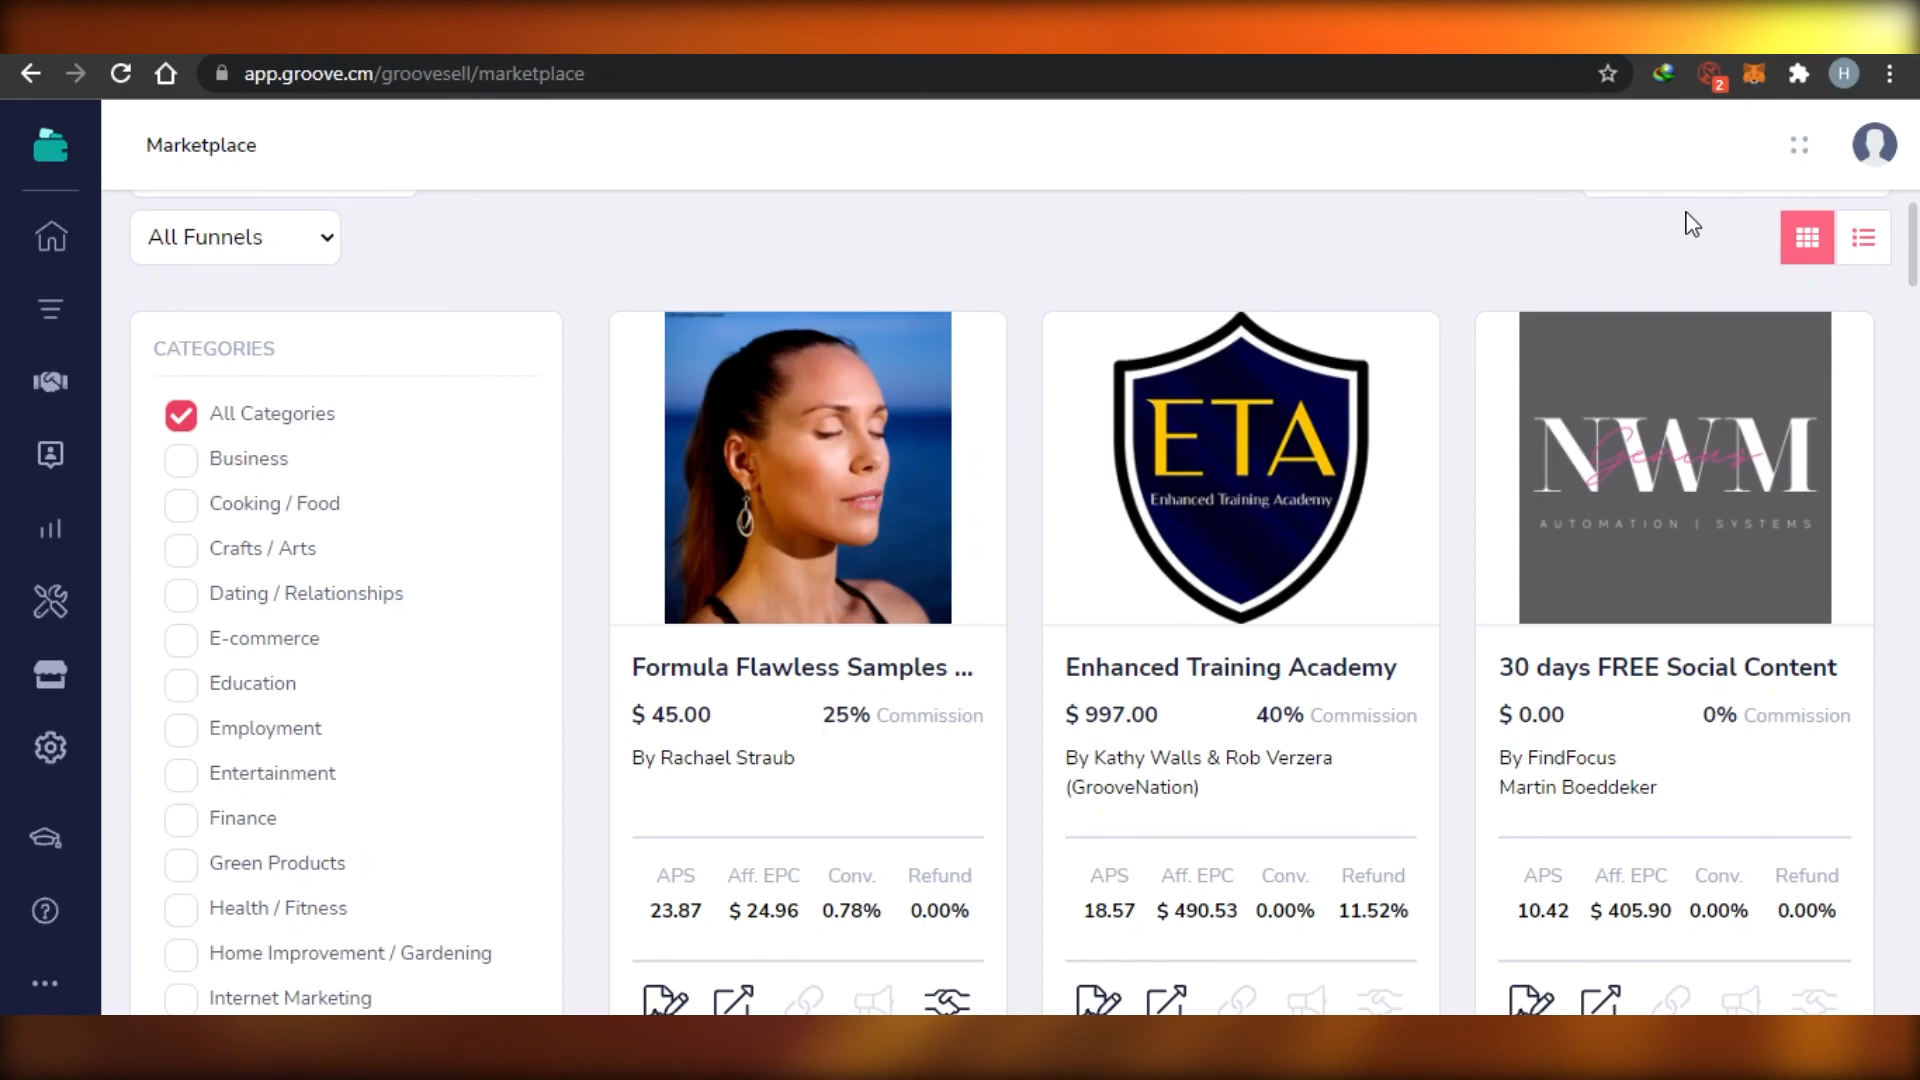 app.groove.cm/groovesell/marketplace
2
H
Marketplace
All Funnels
CATEGORIES
All Categories
Business
Cooking / Food
Crafts / Arts
Dating / Relationships
E-commerce
Education
Employment
Entertainment
Finance
Green Products
Health / Fitness
Home Improvement / Gardening
Internet Marketing
Formula Flawless Samples ...
$ 45.00
25% Commission
By Rachael Straub
APS Aff. EPC Conv. Refund
23.87 $ 24.96 0.78% 0.00%
ETA
Enhanced Training Academy
Enhanced Training Academy
$ 997.00
40% Commission
By Kathy Walls & Rob Verzera
(GrooveNation)
APS Aff. EPC Conv. Refund
18.57 $ 490.53 0.00% 11.52%
NWM
Genius
AUTOMATION | SYSTEMS
30 days FREE Social Content
$ 0.00
0% Commission
By FindFocus
Martin Boeddeker
APS Aff. EPC Conv. Refund
10.42 $ 405.90 0.00% 0.00%